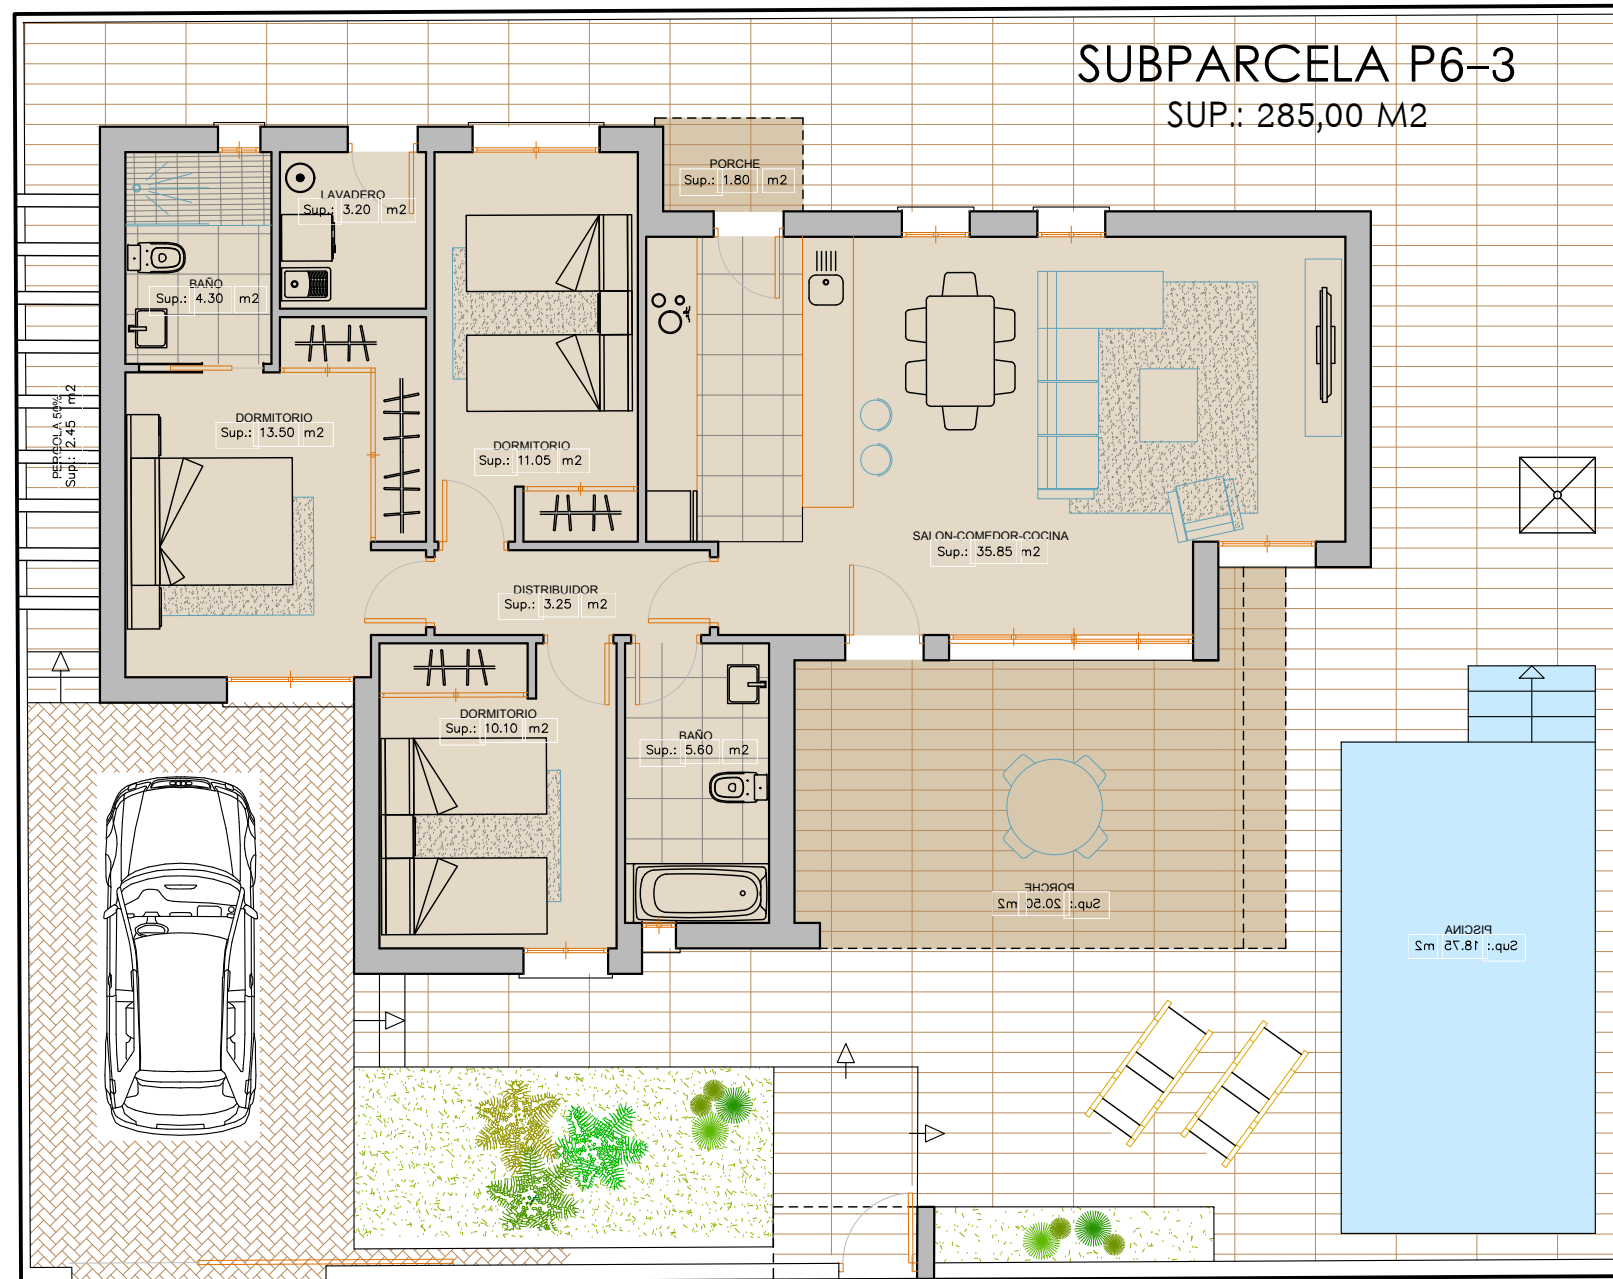 SUBPARCELA P6-3
SUP.: 285,00 M2
PORCHE
Sup.: 1.80 m2
LAVADERO
Sup.: 3.20 m2
BAÑO
Sup.: 4.30 m2
PERGOLA 50%
Sup.: 2.45 m2
DORMITORIO
Sup.: 13.50 m2
DORMITORIO
Sup.: 11.05 m2
SALON-COMEDOR-COCINA
Sup.: 35.85 m2
DISTRIBUIDOR
Sup.: 3.25 m2
DORMITORIO
Sup.: 10.10 m2
BAÑO
Sup.: 5.60 m2
PORCHE
Sup.: 20.50 m2
PISCINA
Sup.: 18.75 m2